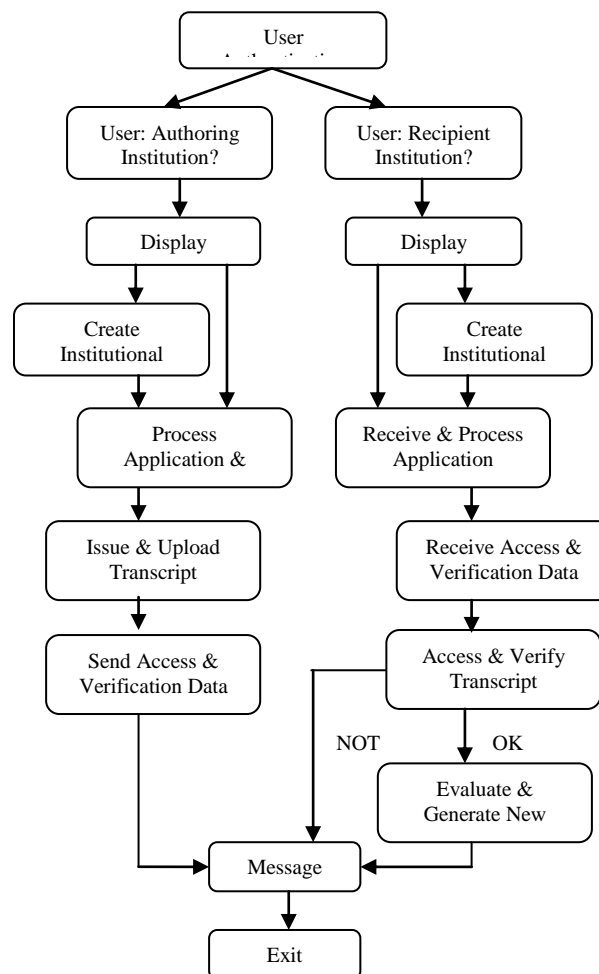 User
User: Authoring
Institution?
User: Recipient
Institution?
Display
Display
Create
Institutional
Create
Institutional
Process
Application &
Receive & Process
Application
Issue & Upload
Transcript
Receive Access &
Verification Data
Send Access &
Verification Data
Access & Verify
Transcript
NOT
OK
Evaluate &
Generate New
Message
Exit